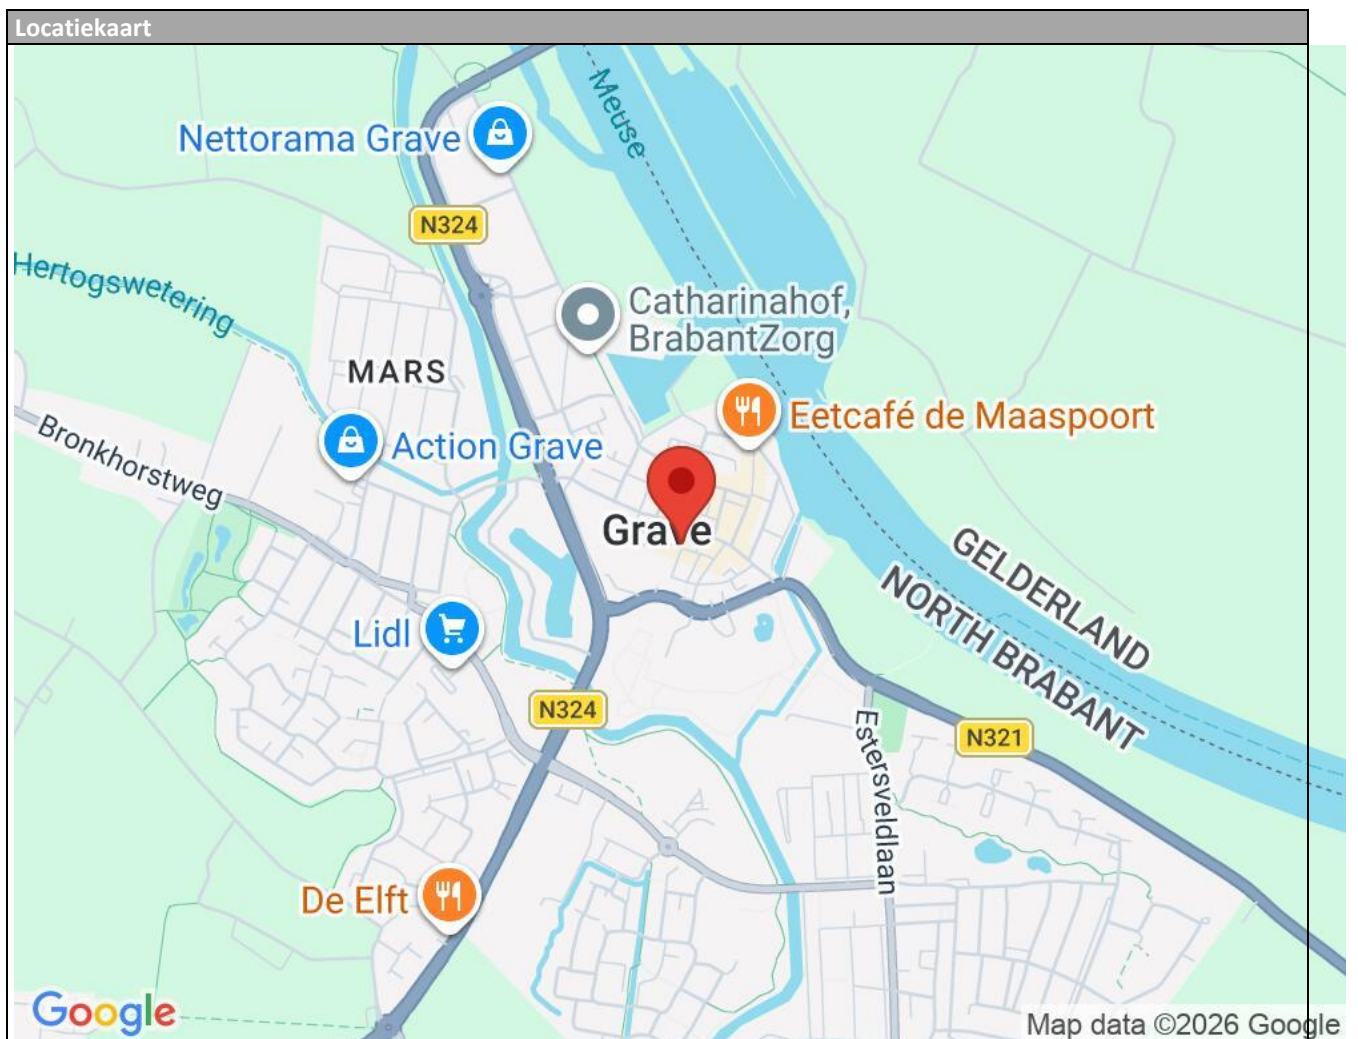 Locatiekaart
Meuse
Nettorama Grave
N324
Hertogswetering
Catharinahof,
BrabantZorg
MARS
Eetcafé de Maaspoort
Bronkhorstweg
Action Grave
Grave
GELDERLAND
NORTH BRABANT
Lidl
N324
N321
Estersveldlaan
De Elft
Google
Map data ©2026 Google